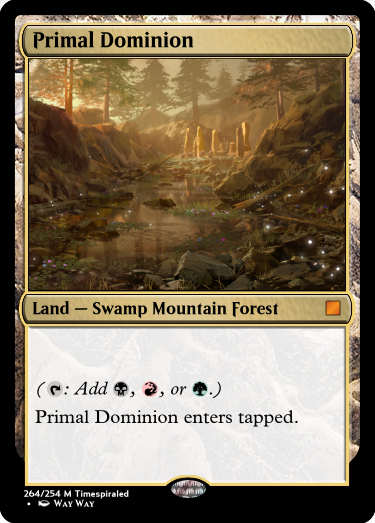 Primal Dominion
Land — Swamp Mountain Forest
( : Add , , or .)
Primal Dominion enters tapped.
264/254 M Timespiraled
• Way Way